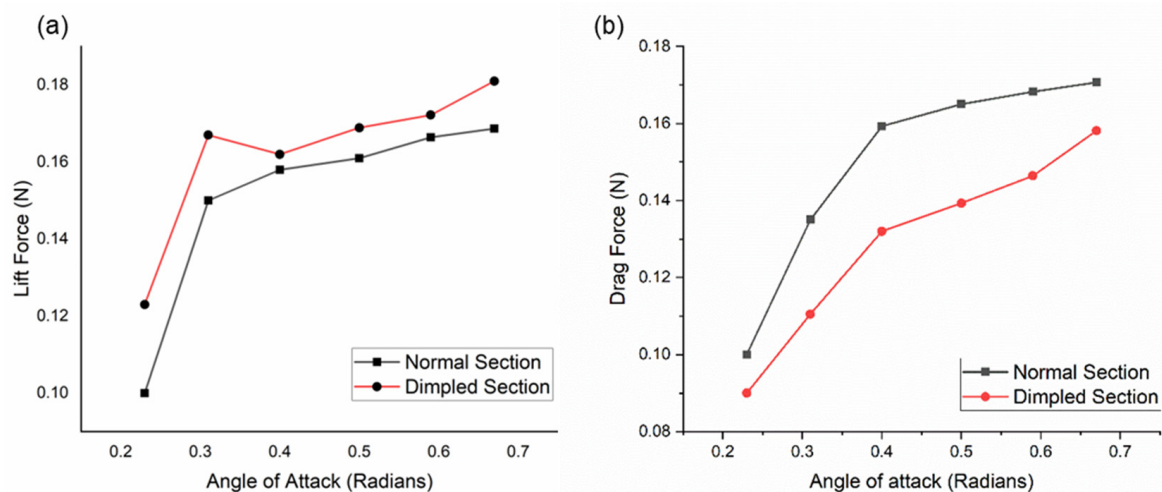 (a)
0.18
0.16
0.14
0.12
0.10
Lift Force (N)
Normal Section
Dimpled Section
0.2 0.3 0.4 0.5 0.6 0.7
Angle of Attack (Radians)
(b)
0.18
0.16
0.14
0.12
0.10
0.08
Drag Force (N)
Normal Section
Dimpled Section
0.2 0.3 0.4 0.5 0.6 0.7
Angle of attack (Radians)